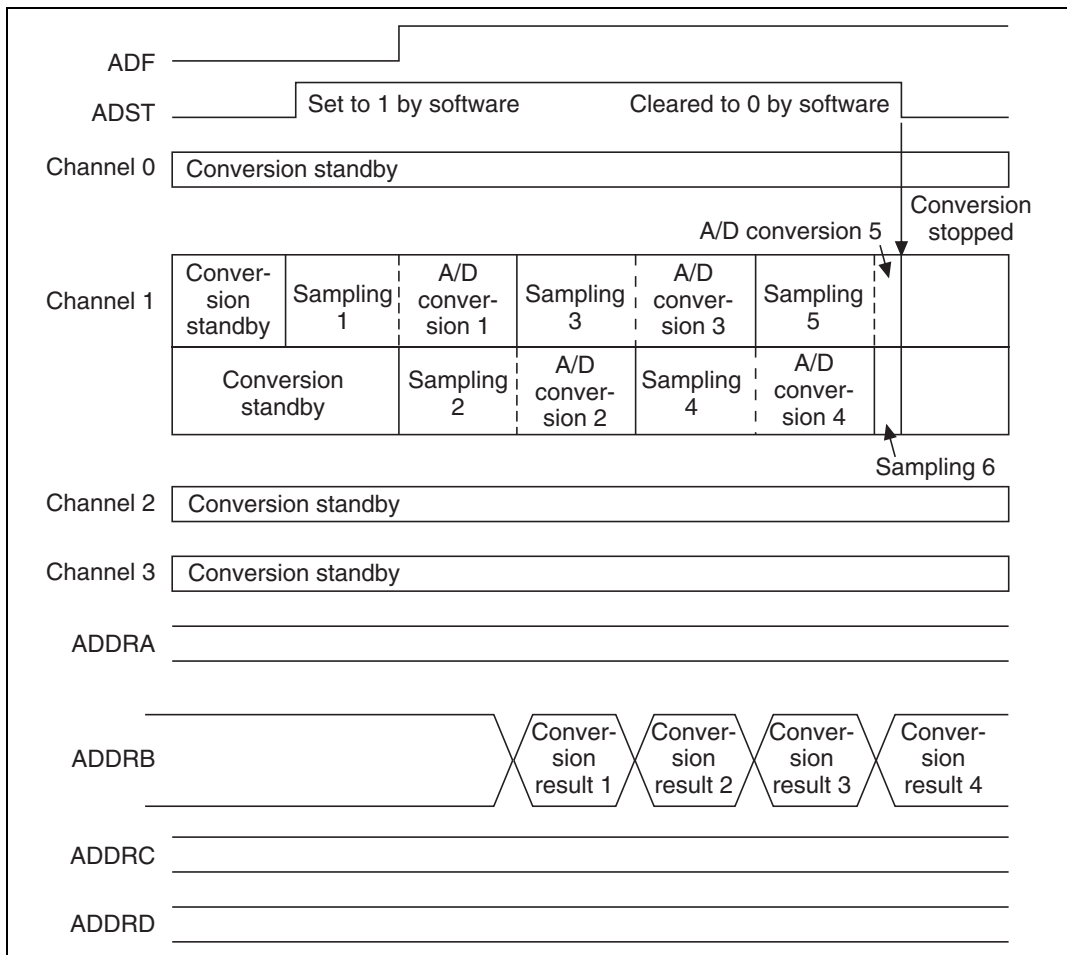 ADF
ADST
Set to 1 by software
Cleared to 0 by software
Channel 0
Conversion standby
Conversion
stopped
A/D conversion 5
Channel 1
Conver-
sion
standby
Sampling
1
A/D
conver-
sion 1
Sampling
3
A/D
conver-
sion 3
Sampling
5
Conversion
standby
Sampling
2
A/D
conver-
sion 2
Sampling
4
A/D
conver-
sion 4
Sampling 6
Channel 2
Conversion standby
Channel 3
Conversion standby
ADDRA
ADDRB
Conver-
sion
result 1
Conver-
sion
result 2
Conver-
sion
result 3
Conver-
sion
result 4
ADDRC
ADDRD